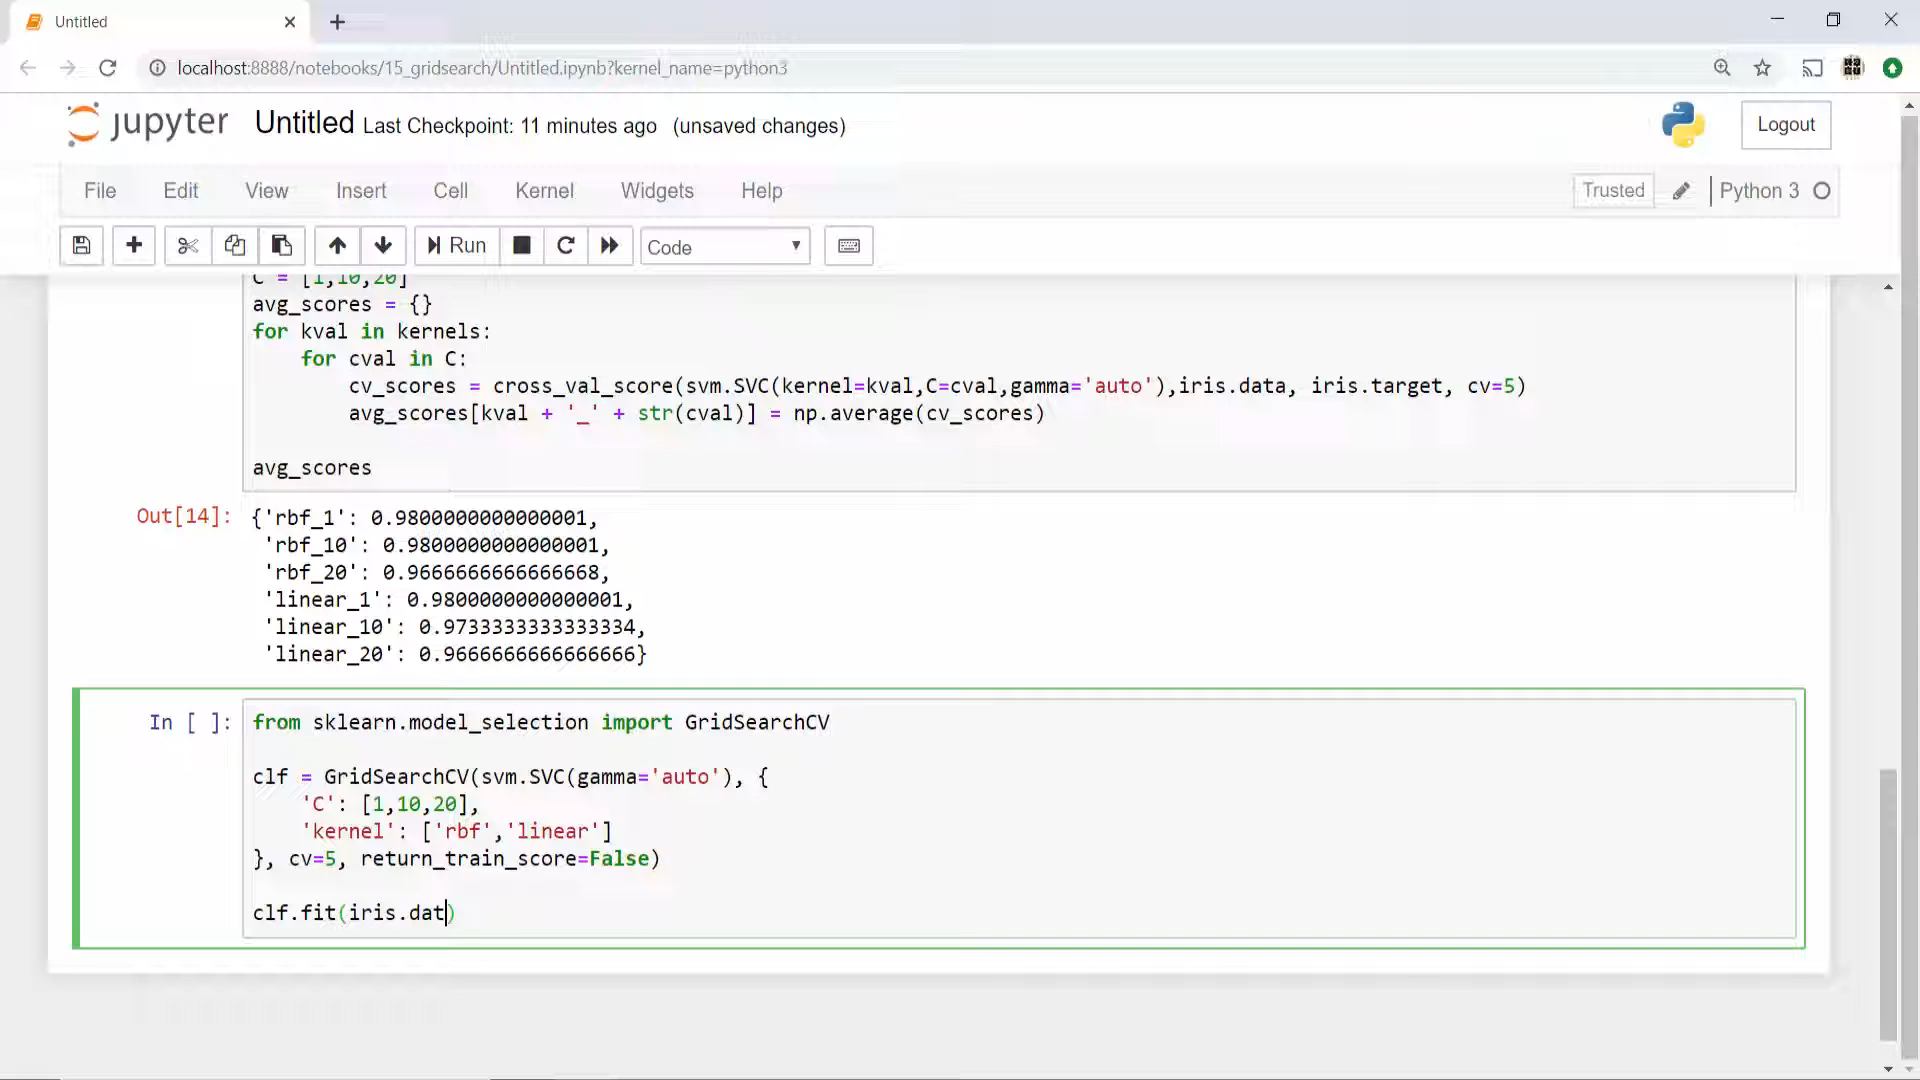 Untitled
localhost:8888/notebooks/15_gridsearch/Untitled.ipynb?kernel_name=python3
jupyter Untitled Last Checkpoint: 11 minutes ago (unsaved changes) Logout
File Edit View Insert Cell Kernel Widgets Help Trusted Python 3
Run Code
C = [1,10,20]
avg_scores = {}
for kval in kernels:
    for cval in C:
        cv_scores = cross_val_score(svm.SVC(kernel=kval,C=cval,gamma='auto'),iris.data, iris.target, cv=5)
        avg_scores[kval + '_' + str(cval)] = np.average(cv_scores)
avg_scores
Out[14]: {'rbf_1': 0.9800000000000001,
 'rbf_10': 0.9800000000000001,
 'rbf_20': 0.9666666666666668,
 'linear_1': 0.9800000000000001,
 'linear_10': 0.9733333333333334,
 'linear_20': 0.9666666666666666}
In [ ]: from sklearn.model_selection import GridSearchCV
clf = GridSearchCV(svm.SVC(gamma='auto'), {
    'C': [1,10,20],
    'kernel': ['rbf','linear']
}, cv=5, return_train_score=False)
clf.fit(iris.dat)